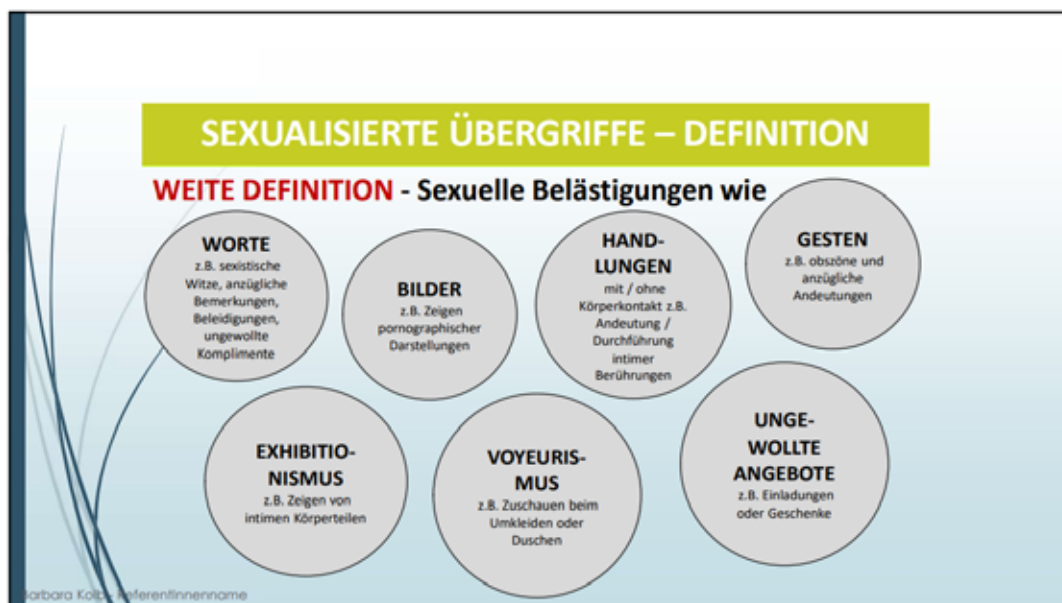 SEXUALISIERTE ÜBERGRIFFE – DEFINITION
WEITE DEFINITION - Sexuelle Belästigungen wie
WORTE
z.B. sexistische
Witze, anzügliche
Bemerkungen,
Beleidigungen,
ungewollte
Komplimente
BILDER
z.B. Zeigen
pornographischer
Darstellungen
HAND-
LUNGEN
mit / ohne
Körperkontakt z.B.
Andeutung /
Durchführung
intimer
Berührungen
GESTEN
z.B. obszöne und
anzügliche
Andeutungen
EXHIBITIO-
NISMUS
z.B. Zeigen von
intimen Körperteilen
VOYEURIS-
MUS
z.B. Zuschauen beim
Umkleiden oder
Duschen
UNGE-
WOLLTE
ANGEBOTE
z.B. Einladungen
oder Geschenke
Barbara Kolb - Referentinnenname